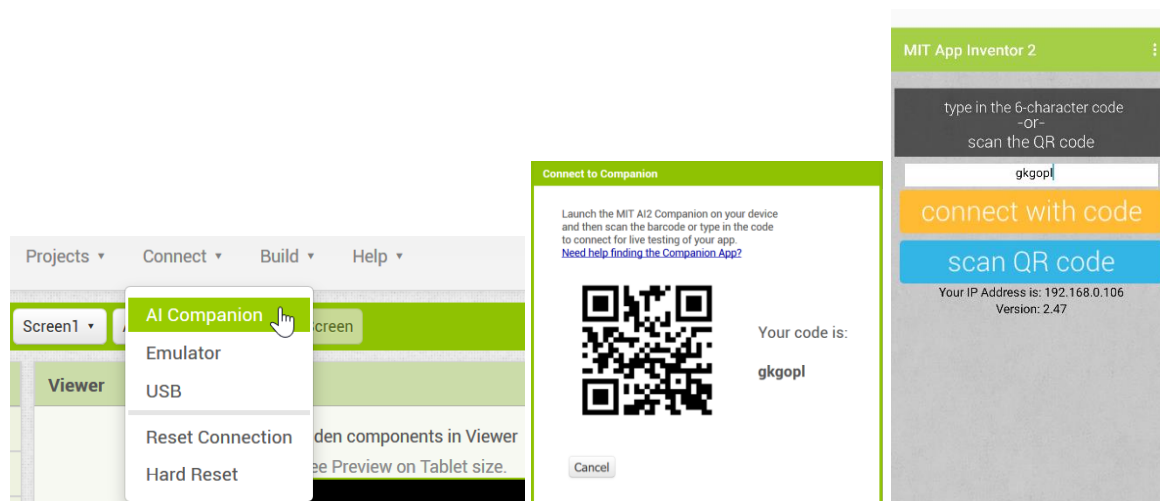 Projects ▾ Connect ▾ Build ▾ Help ▾
Screen1 ▾
AI Companion
Screen
Emulator
Viewer
USB
Reset Connection
den components in Viewer
Hard Reset
ee Preview on Tablet size.
Connect to Companion
Launch the MIT AI2 Companion on your device
and then scan the barcode or type in the code
to connect for live testing of your app.
Need help finding the Companion App?
Your code is:
gkgopl
Cancel
MIT App Inventor 2
type in the 6-character code
-or-
scan the QR code
gkgopl
connect with code
scan QR code
Your IP Address is: 192.168.0.106
Version: 2.47